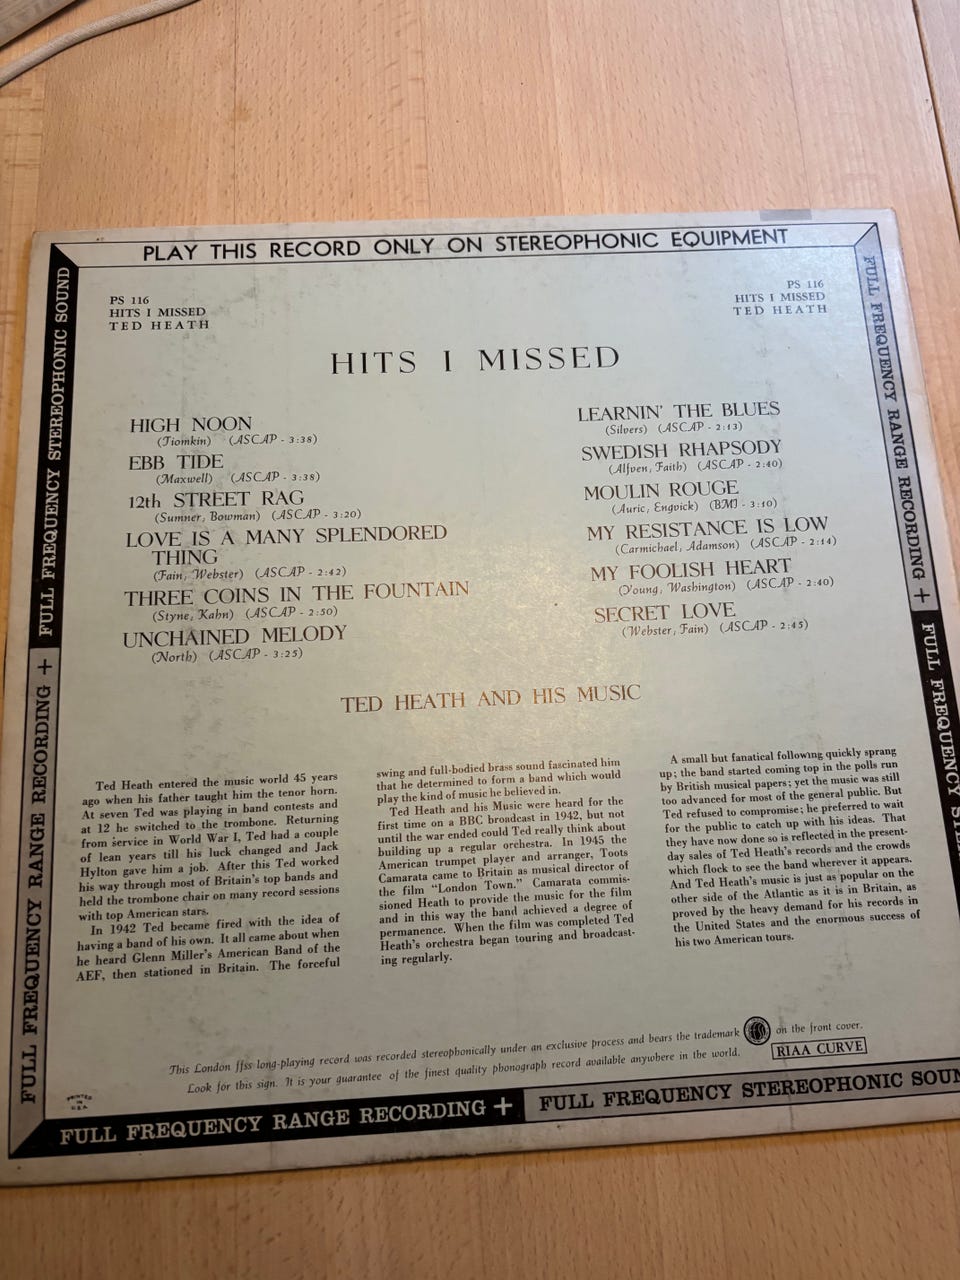 PLAY THIS RECORD ONLY ON STEREOPHONIC EQUIPMENT
FULL FREQUENCY RANGE RECORDING + FULL FREQUENCY STEREOPHONIC SOUND
PS 116
HITS I MISSED
TED HEATH
PS 116
HITS I MISSED
TED HEATH
HITS I MISSED
HIGH NOON
(Tiomkin) (ASCAP - 3:38)
EBB TIDE
(Maxwell) (ASCAP - 3:38)
12th STREET RAG
(Sumner, Bowman) (ASCAP - 3:20)
LOVE IS A MANY SPLENDORED
THING
(Fain, Webster) (ASCAP - 2:42)
THREE COINS IN THE FOUNTAIN
(Styne, Kahn) (ASCAP - 2:50)
UNCHAINED MELODY
(North) (ASCAP - 3:25)
LEARNIN' THE BLUES
(Silvers) (ASCAP - 2:13)
SWEDISH RHAPSODY
(Alfven, Faith) (ASCAP - 2:40)
MOULIN ROUGE
(Auric, Engvick) (BMI - 3:10)
MY RESISTANCE IS LOW
(Carmichael, Adamson) (ASCAP - 2:14)
MY FOOLISH HEART
(Young, Washington) (ASCAP - 2:40)
SECRET LOVE
(Webster, Fain) (ASCAP - 2:45)
TED HEATH AND HIS MUSIC
Ted Heath entered the music world 45 years
ago when his father taught him the tenor horn.
At seven Ted was playing in band contests and
at 12 he switched to the trombone. Returning
from service in World War I, Ted had a couple
of lean years till his luck changed and Jack
Hylton gave him a job. After this Ted worked
his way through most of Britain's top bands and
held the trombone chair on many record sessions
with top American stars.
In 1942 Ted became fired with the idea of
having a band of his own. It all came about when
he heard Glenn Miller's American Band of the
AEF, then stationed in Britain. The forceful
swing and full-bodied brass sound fascinated him
that he determined to form a band which would
play the kind of music he believed in.
Ted Heath and his Music were heard for the
first time on a BBC broadcast in 1942, but not
until the war ended could Ted really think about
building up a regular orchestra. In 1945 the
American trumpet player and arranger, Toots
Camarata came to Britain as musical director of
the film "London Town." Camarata commis-
sioned Heath to provide the music for the film
and in this way the band achieved a degree of
permanence. When the film was completed Ted
Heath's orchestra began touring and broadcast-
ing regularly.
A small but fanatical following quickly sprang
up; the band started coming top in the polls run
by British musical papers; yet the music was still
too advanced for most of the general public. But
Ted refused to compromise; he preferred to wait
for the public to catch up with his ideas. That
they have now done so is reflected in the present-
day sales of Ted Heath's records and the crowds
which flock to see the band wherever it appears.
And Ted Heath's music is just as popular on the
other side of the Atlantic as it is in Britain, as
proved by the heavy demand for his records in
the United States and the enormous success of
his two American tours.
This London ffss long-playing record was recorded stereophonically under an exclusive process and bears the trademark on the front cover.
Look for this sign. It is your guarantee of the finest quality phonograph record available anywhere in the world.
RIAA CURVE
PRINTED
IN
U.S.A.
FULL FREQUENCY RANGE RECORDING + FULL FREQUENCY STEREOPHONIC SOUN
FULL FREQUENCY RANGE RECORDING + FULL FREQUENCY